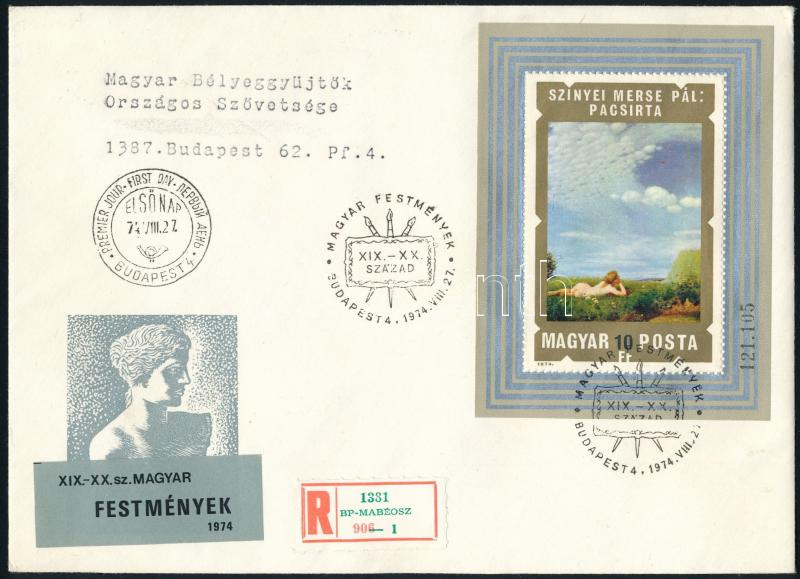 Magyar Bélyeggyüjtők
Országos Szövetsége
1387.Budapest 62. Pf.4.
• PREMIER JOUR - FIRST DAY - ПЕРВЫЙ ДЕНЬ •
ELSŐ NAP
74.VIII.27.
BUDAPEST 4
• MAGYAR FESTMÉNYEK •
XIX.-XX.
SZÁZAD
BUDAPEST 4. 1974.VIII.27.
SZINYEI MERSE PÁL:
PACSIRTA
MAGYAR 10 POSTA
Ft
1974.
121.105
• MAGYAR FESTMÉNYEK •
XIX.-XX.
SZÁZAD
BUDAPEST 4. 1974.VIII.27.
XIX.-XX.sz.MAGYAR
FESTMÉNYEK
1974
R
1331
BP-MABÉOSZ
906 1